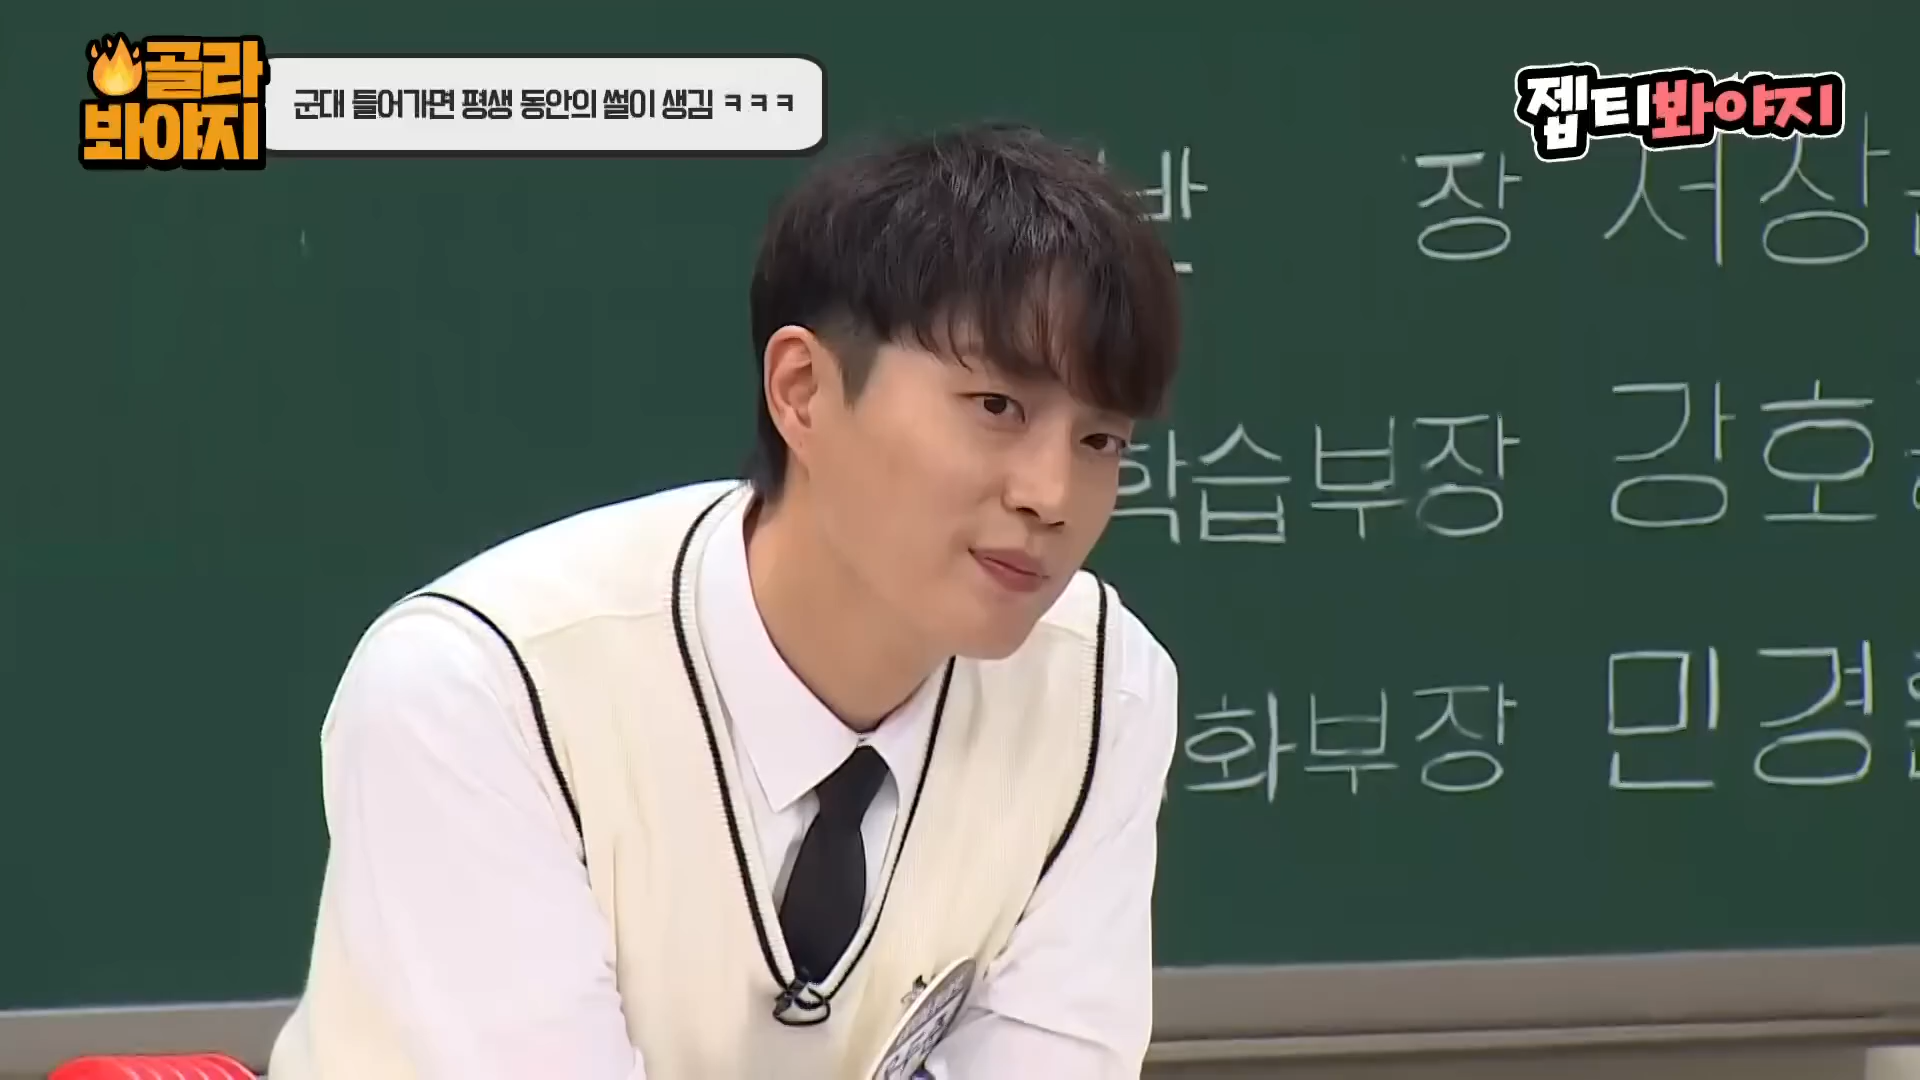 골라
봐야지
군대 들어가면 평생 동안의 썰이 생김 ㅋㅋㅋ
젭티봐야지
반 장 서상
학습부장 강호
화부장 민경